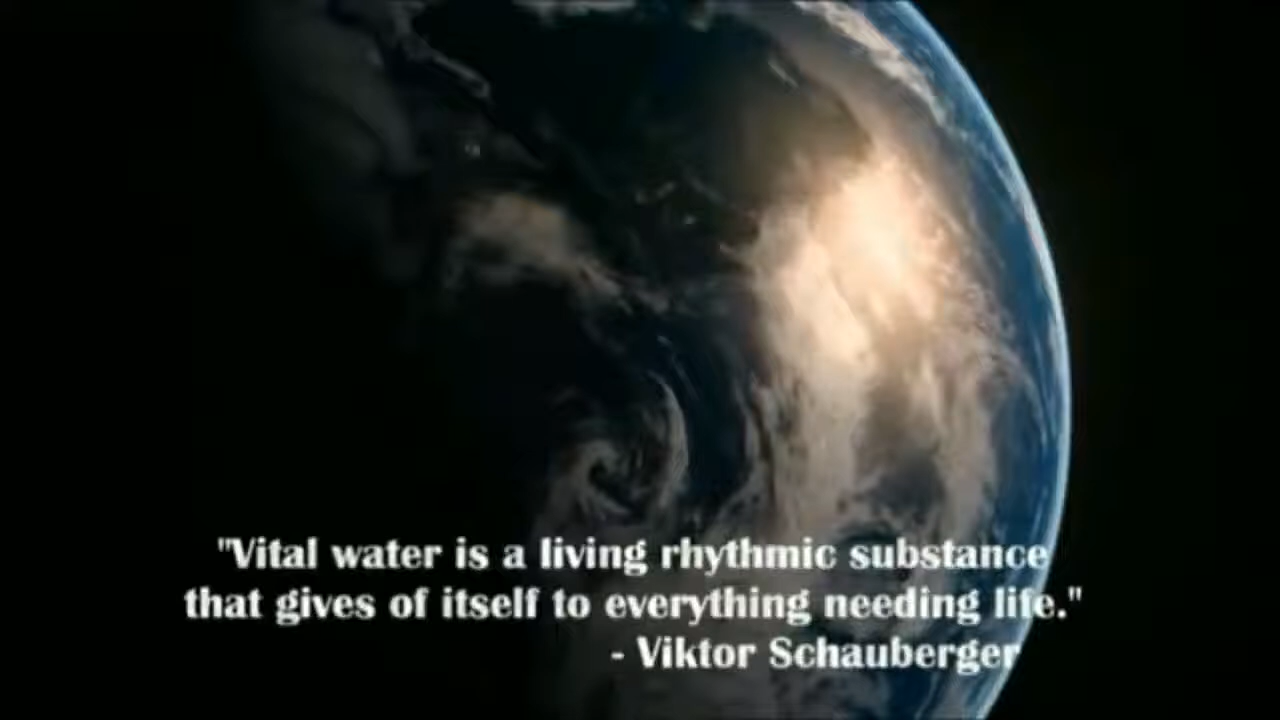 "Vital water is a living rhythmic substance
that gives of itself to everything needing life."
- Viktor Schauberger